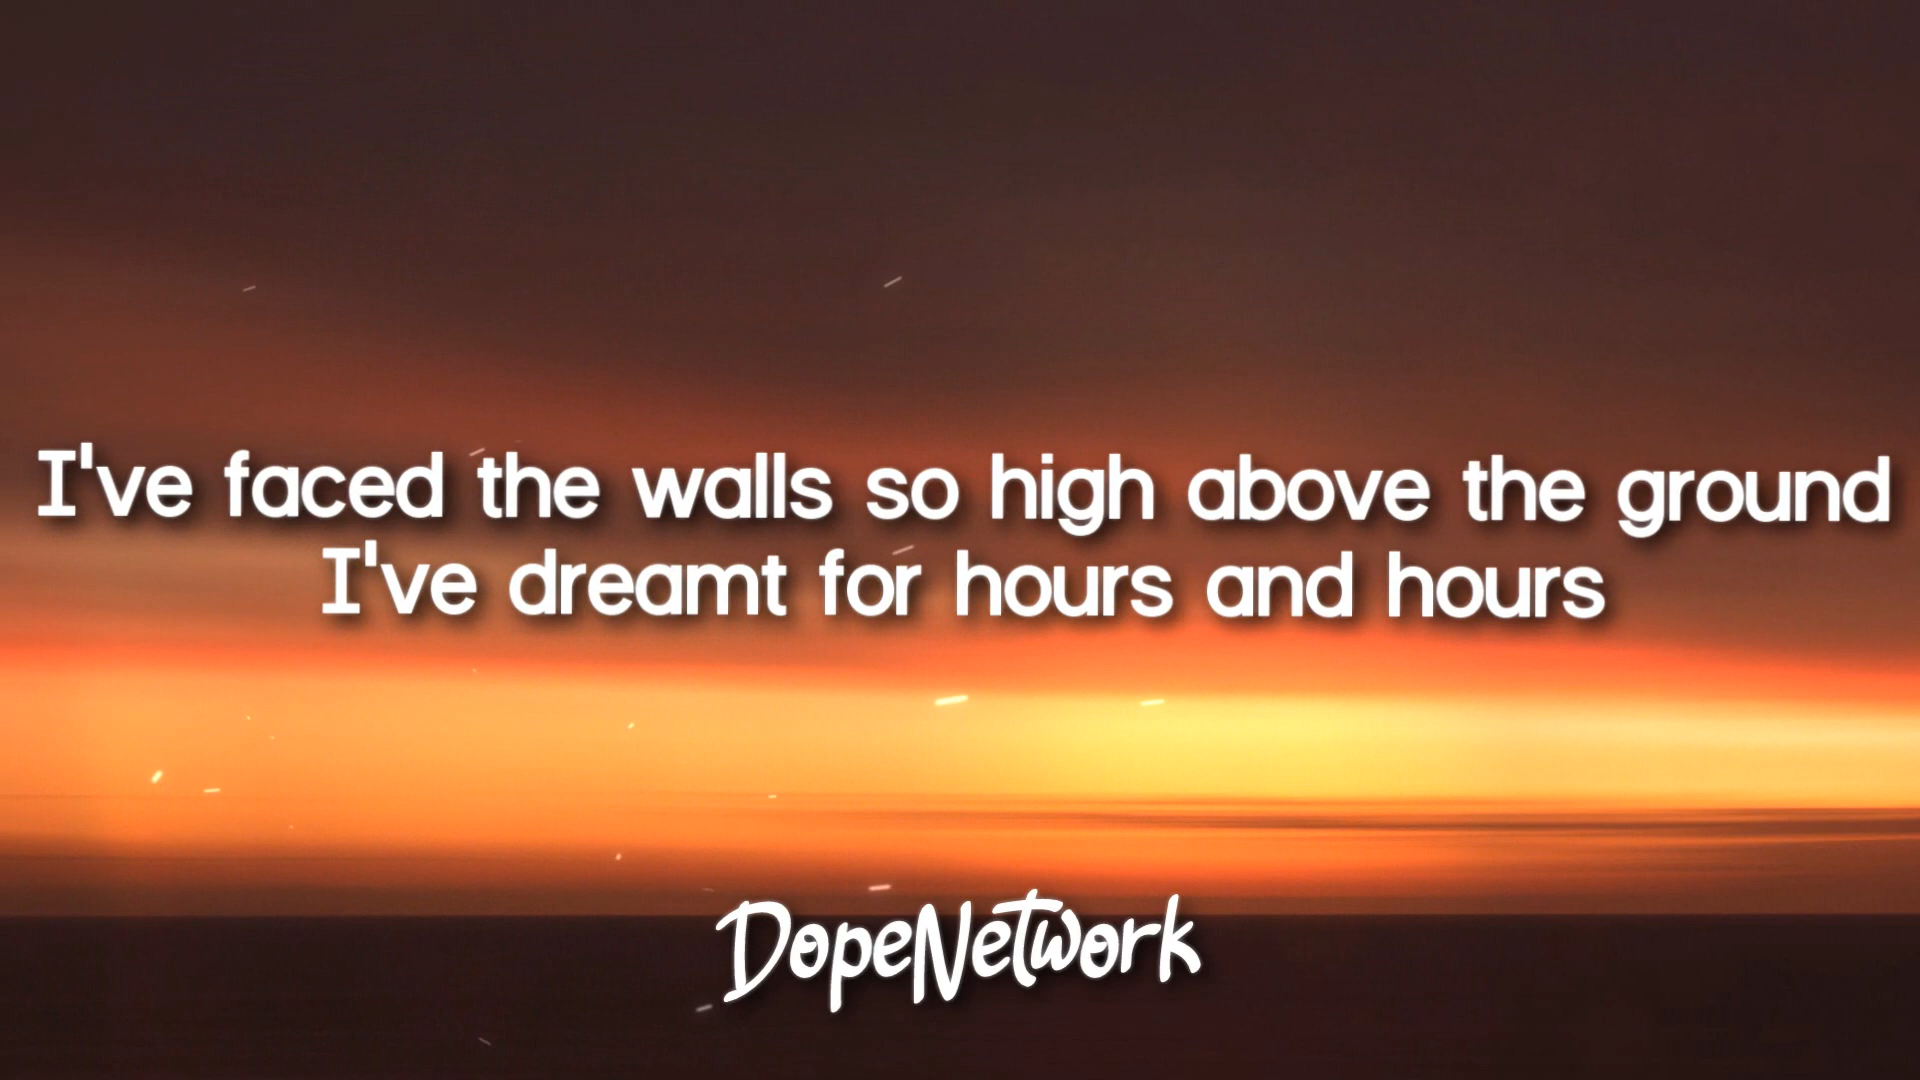 I've faced the walls so high above the ground
I've dreamt for hours and hours
DopeNetwork